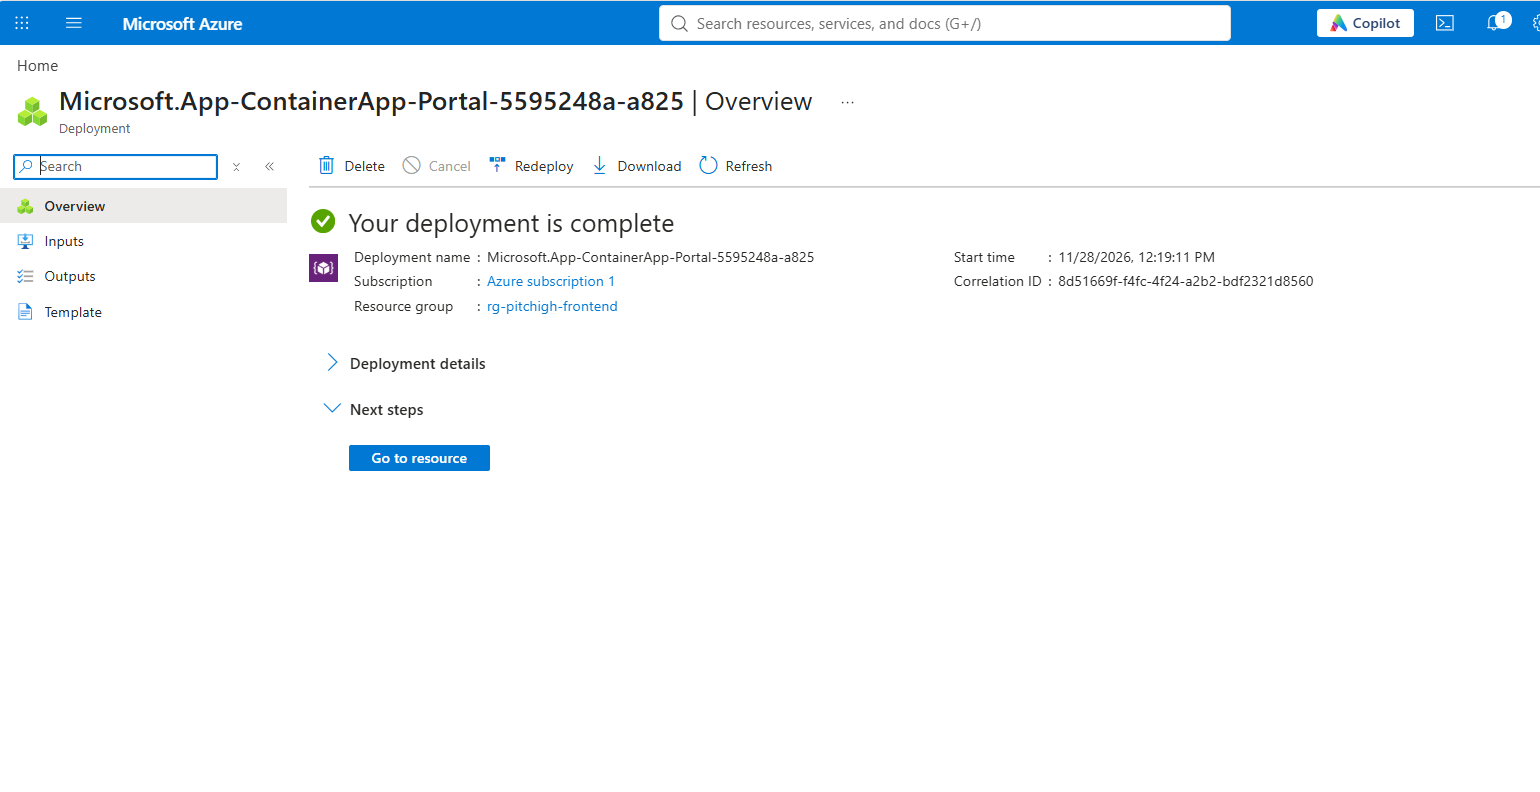 Microsoft Azure
Search resources, services, and docs (G+/)
Copilot
1
Home
Microsoft.App-ContainerApp-Portal-5595248a-a825 | Overview ...
Deployment
Search
Delete Cancel Redeploy Download Refresh
Overview
Inputs
Outputs
Template
Your deployment is complete
Deployment name : Microsoft.App-ContainerApp-Portal-5595248a-a825
Subscription : Azure subscription 1
Resource group : rg-pitchigh-frontend
Start time : 11/28/2026, 12:19:11 PM
Correlation ID : 8d51669f-f4fc-4f24-a2b2-bdf2321d8560
Deployment details
Next steps
Go to resource